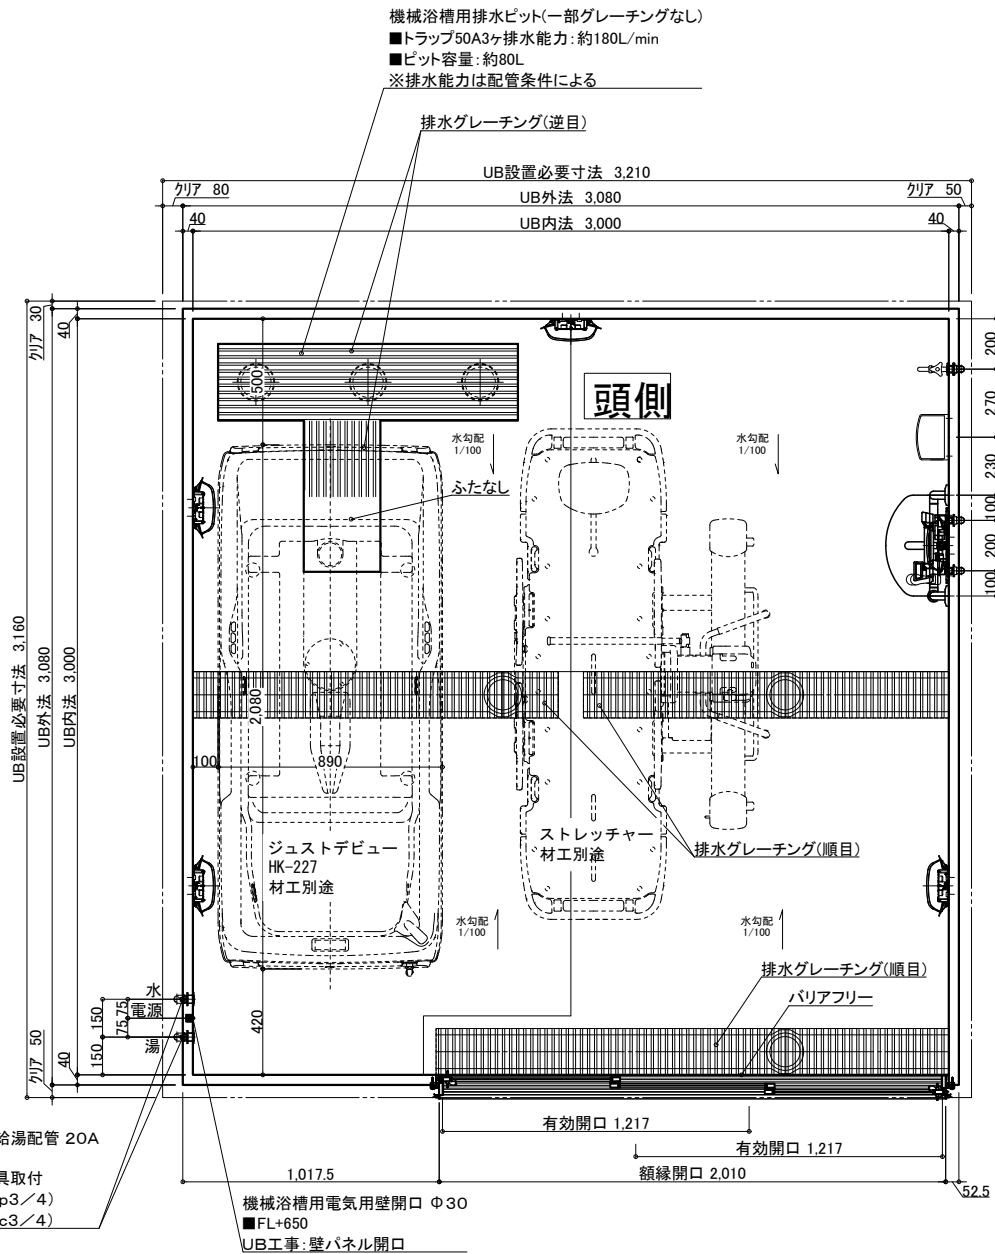 機械浴槽用排水ピット(一部グレーチングなし)
■トラップ50A3ヶ排水能力:約180L/min
■ピット容量:約80L
※排水能力は配管条件による
排水グレーチング(逆目)
UB設置必要寸法 3,210
クリア 80
UB外法 3,080
クリア 50
40
UB内法 3,000
40
クリア 30
40
UB設置必要寸法 3,160
UB外法 3,080
UB内法 3,000
500
頭側
水勾配
1/100
水勾配
1/100
ふたなし
200
270
230
100
200
100
2,080
100
890
ジュストデビュー
HK-227
材工別途
ストレッチャー
材工別途
排水グレーチング(順目)
水勾配
1/100
水勾配
1/100
排水グレーチング(順目)
バリアフリー
水
電源
湯
150
75
75
150
420
クリア 50
40
有効開口 1,217
有効開口 1,217
1,017.5
額縁開口 2,010
52.5
給湯配管 20A
具取付
p3/4)
c3/4)
機械浴槽用電気用壁開口 Φ30
■FL+650
UB工事:壁パネル開口